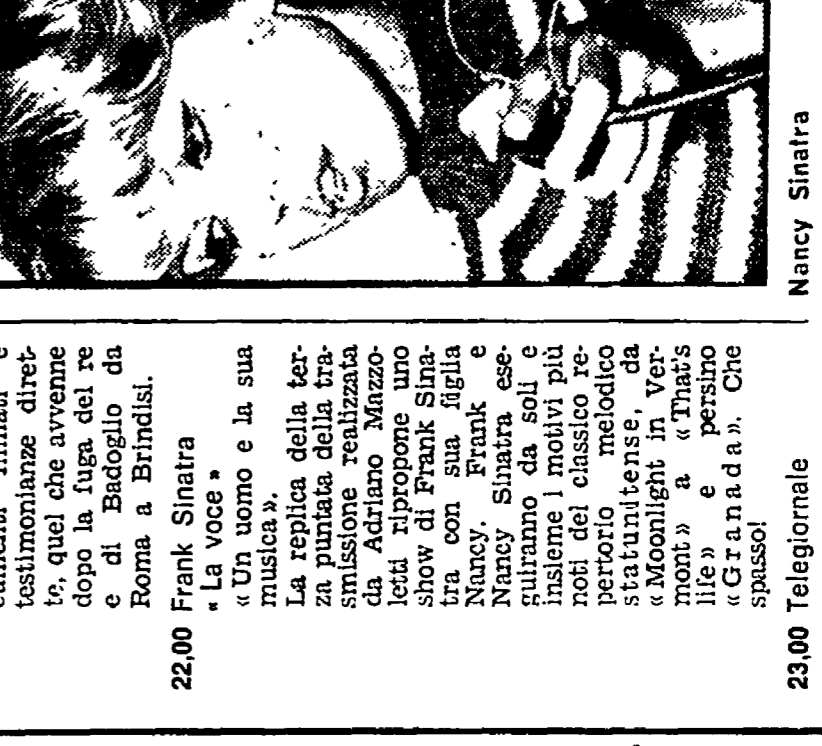 testimonianze diret-
te, quel che avvenne
dopo la fuga del re
e di Badoglio da
Roma a Brindisi.
22,00 Frank Sinatra
« La voce »
« Un uomo e la sua
musica ».
La replica della ter-
za puntata della tra-
smissione realizzata
da Adriano Mazzo-
letti ripropone uno
show di Frank Sina-
tra con sua figlia
Nancy. Frank e
Nancy Sinatra ese-
guiranno da soli e
insieme i motivi più
noti del classico re-
pertorio melodico
statunitense, da
« Moonlight in Ver-
mont » a « That's
life » e persino
« Granada ». Che
spasso!
23,00 Telegiornale
Nancy Sinatra